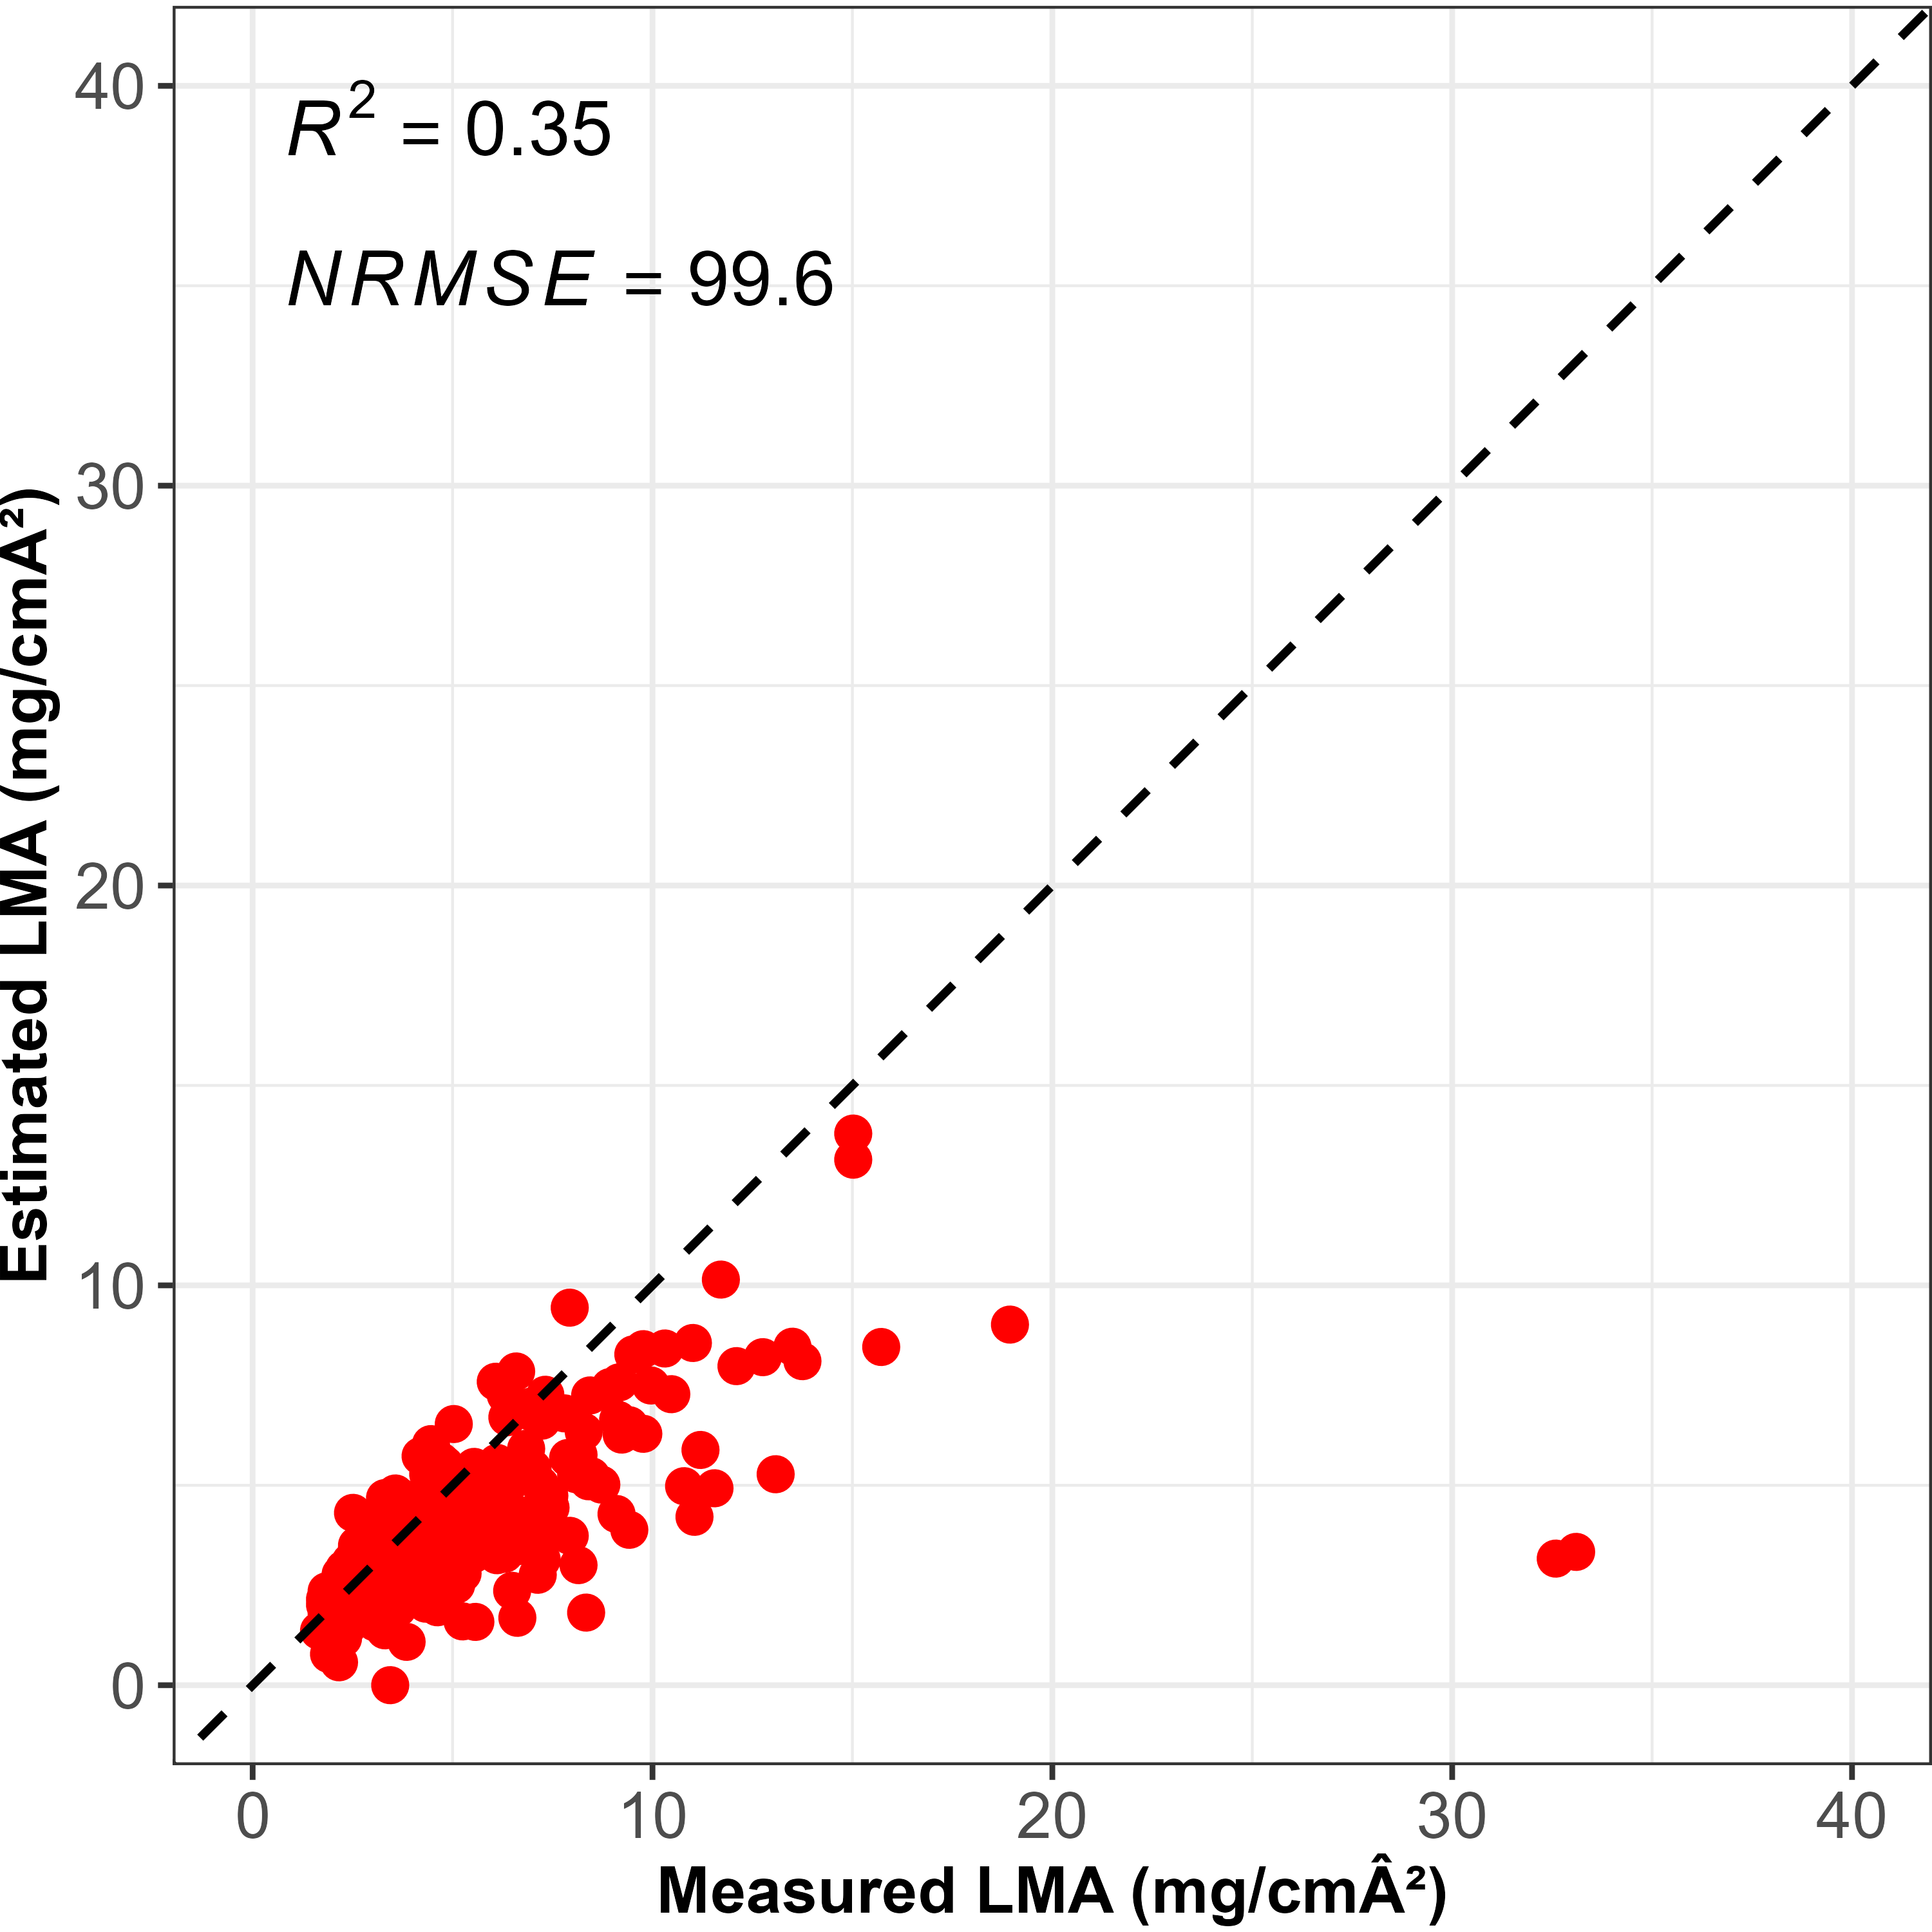 R² = 0.35
NRMSE = 99.6
40
30
20
10
0
Estimated LMA (mg/cmÂ²)
0 10 20 30 40
Measured LMA (mg/cmÂ²)